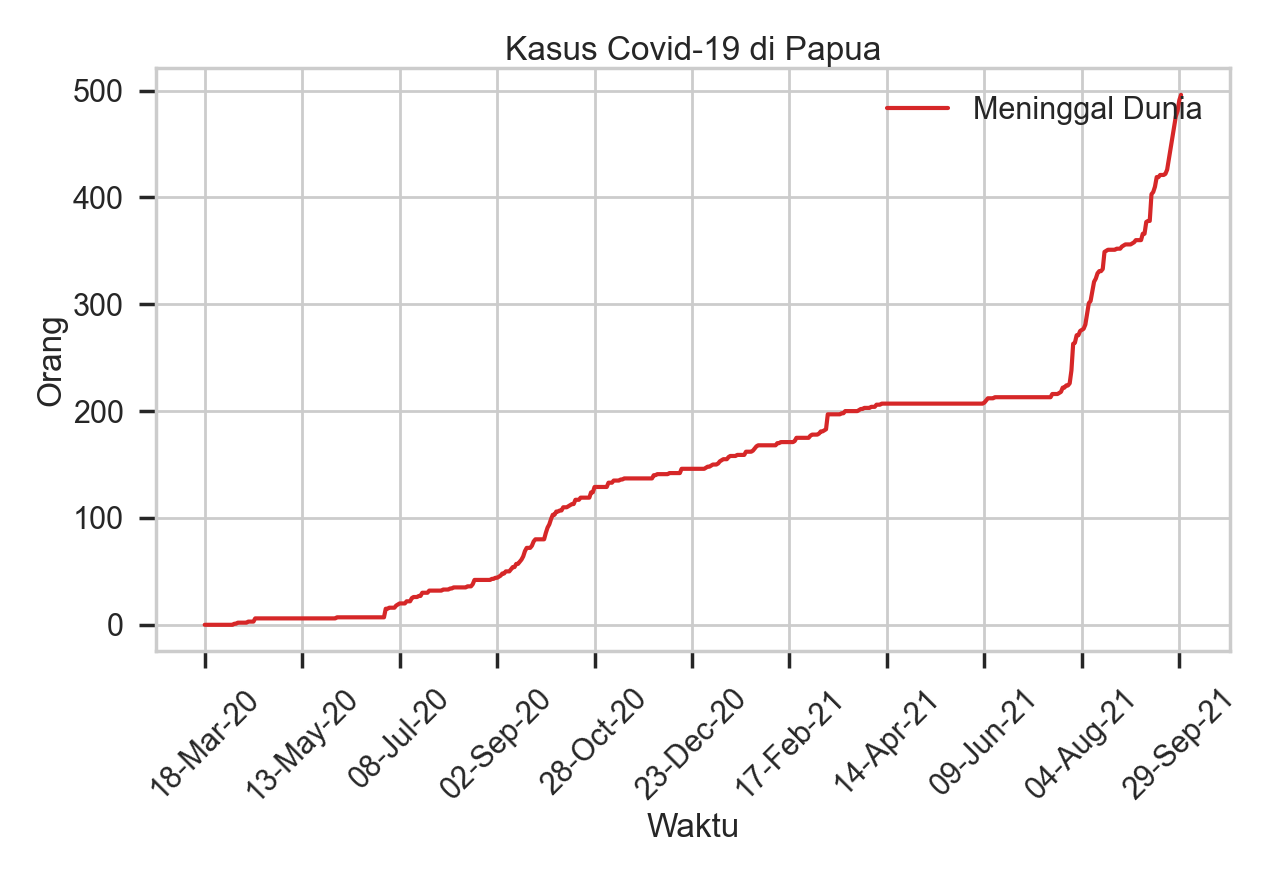 Kasus Covid-19 di Papua
Meninggal Dunia
Orang
500
400
300
200
100
0
18-Mar-20
13-May-20
08-Jul-20
02-Sep-20
28-Oct-20
23-Dec-20
17-Feb-21
14-Apr-21
09-Jun-21
04-Aug-21
29-Sep-21
Waktu